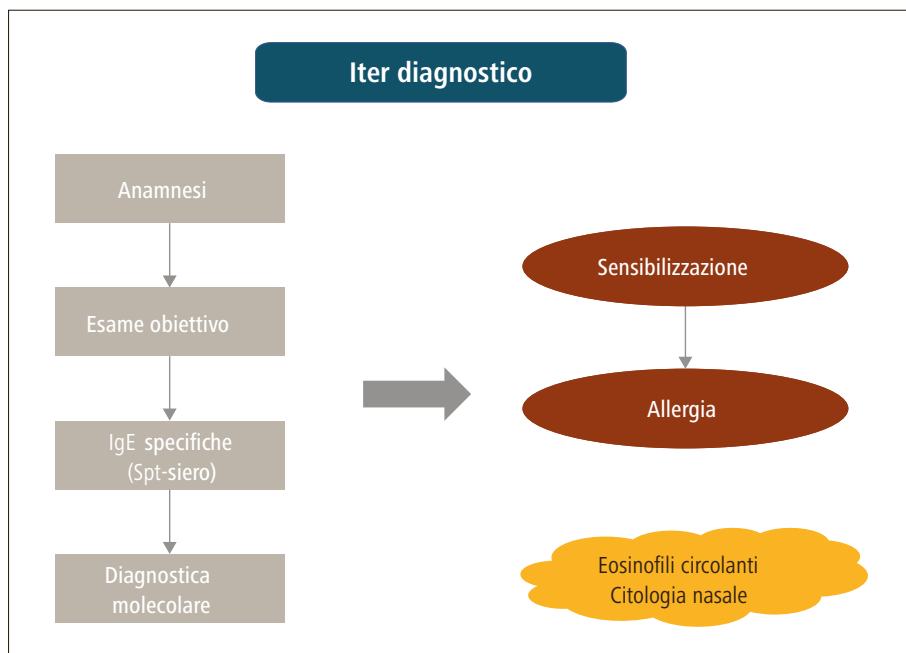 Iter diagnostico
Anamnesi
Esame obiettivo
IgE specifiche
(Spt-siero)
Diagnostica
molecolare
Sensibilizzazione
Allergia
Eosinofili circolanti
Citologia nasale